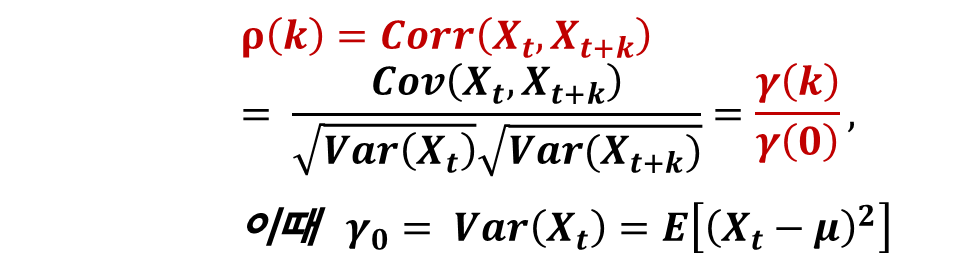 ρ(k) = Corr(X_t, X_{t+k})
= Cov(X_t, X_{t+k}) / √Var(X_t) √Var(X_{t+k}) = γ(k) / γ(0) ,
이때 γ_0 = Var(X_t) = E[(X_t − μ)^2]